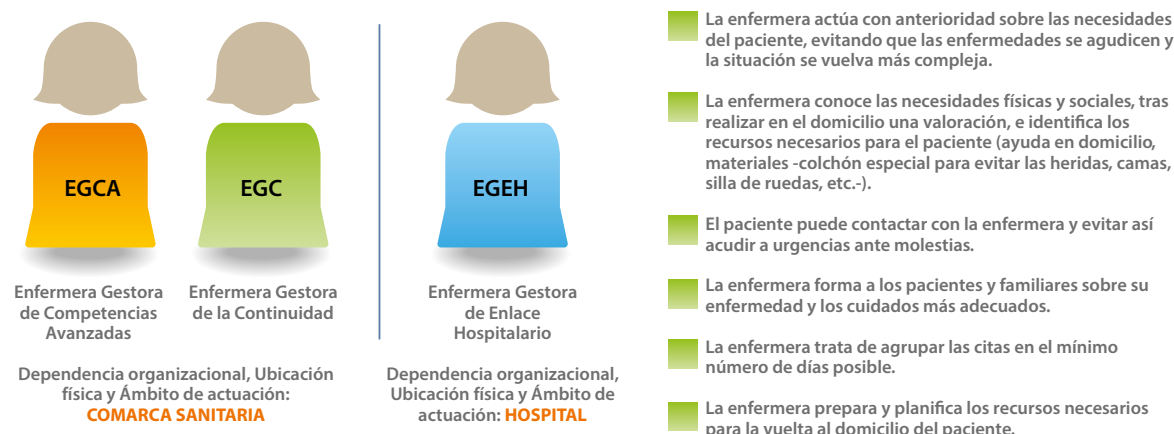 EGCA
EGC
EGEH
Enfermera Gestora
de Competencias
Avanzadas
Enfermera Gestora
de la Continuidad
Enfermera Gestora
de Enlace
Hospitalario
Dependencia organizacional, Ubicación
física y Ámbito de actuación:
COMARCA SANITARIA
Dependencia organizacional,
Ubicación física y Ámbito de
actuación: HOSPITAL
La enfermera actúa con anterioridad sobre las necesidades
del paciente, evitando que las enfermedades se agudicen y
la situación se vuelva más compleja.
La enfermera conoce las necesidades físicas y sociales, tras
realizar en el domicilio una valoración, e identifica los
recursos necesarios para el paciente (ayuda en domicilio,
materiales -colchón especial para evitar las heridas, camas,
silla de ruedas, etc.-).
El paciente puede contactar con la enfermera y evitar así
acudir a urgencias ante molestias.
La enfermera forma a los pacientes y familiares sobre su
enfermedad y los cuidados más adecuados.
La enfermera trata de agrupar las citas en el mínimo
número de días posible.
La enfermera prepara y planifica los recursos necesarios
para la vuelta al domicilio del paciente.